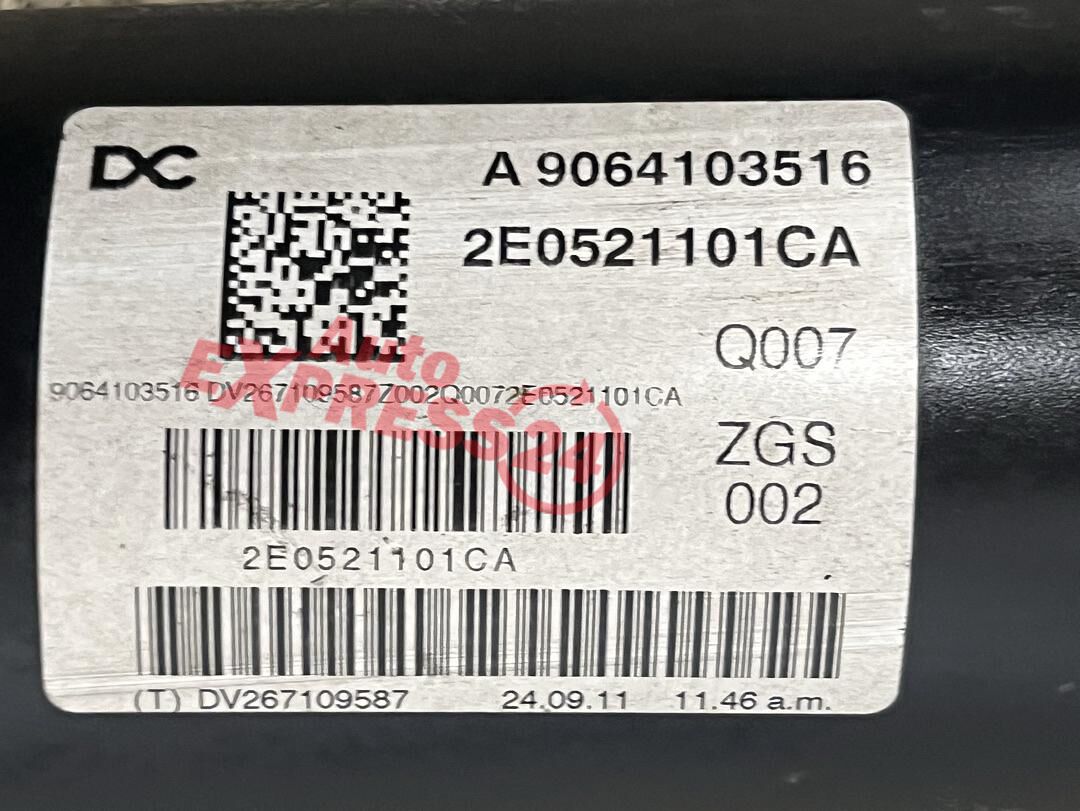 DC
A 9064103516
2E0521101CA
Q007
Auto
EXPRESS24
9064103516 DV267109587Z002Q0072E0521101CA
ZGS
002
2E0521101CA
(T) DV267109587 24.09.11 11.46 a.m.